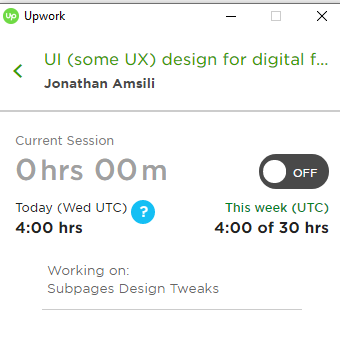 Up Upwork
UI (some UX) design for digital f...
Jonathan Amsili
Current Session
0 hrs 00 m
OFF
Today (Wed UTC) ?
This week (UTC)
4:00 hrs
4:00 of 30 hrs
Working on:
Subpages Design Tweaks